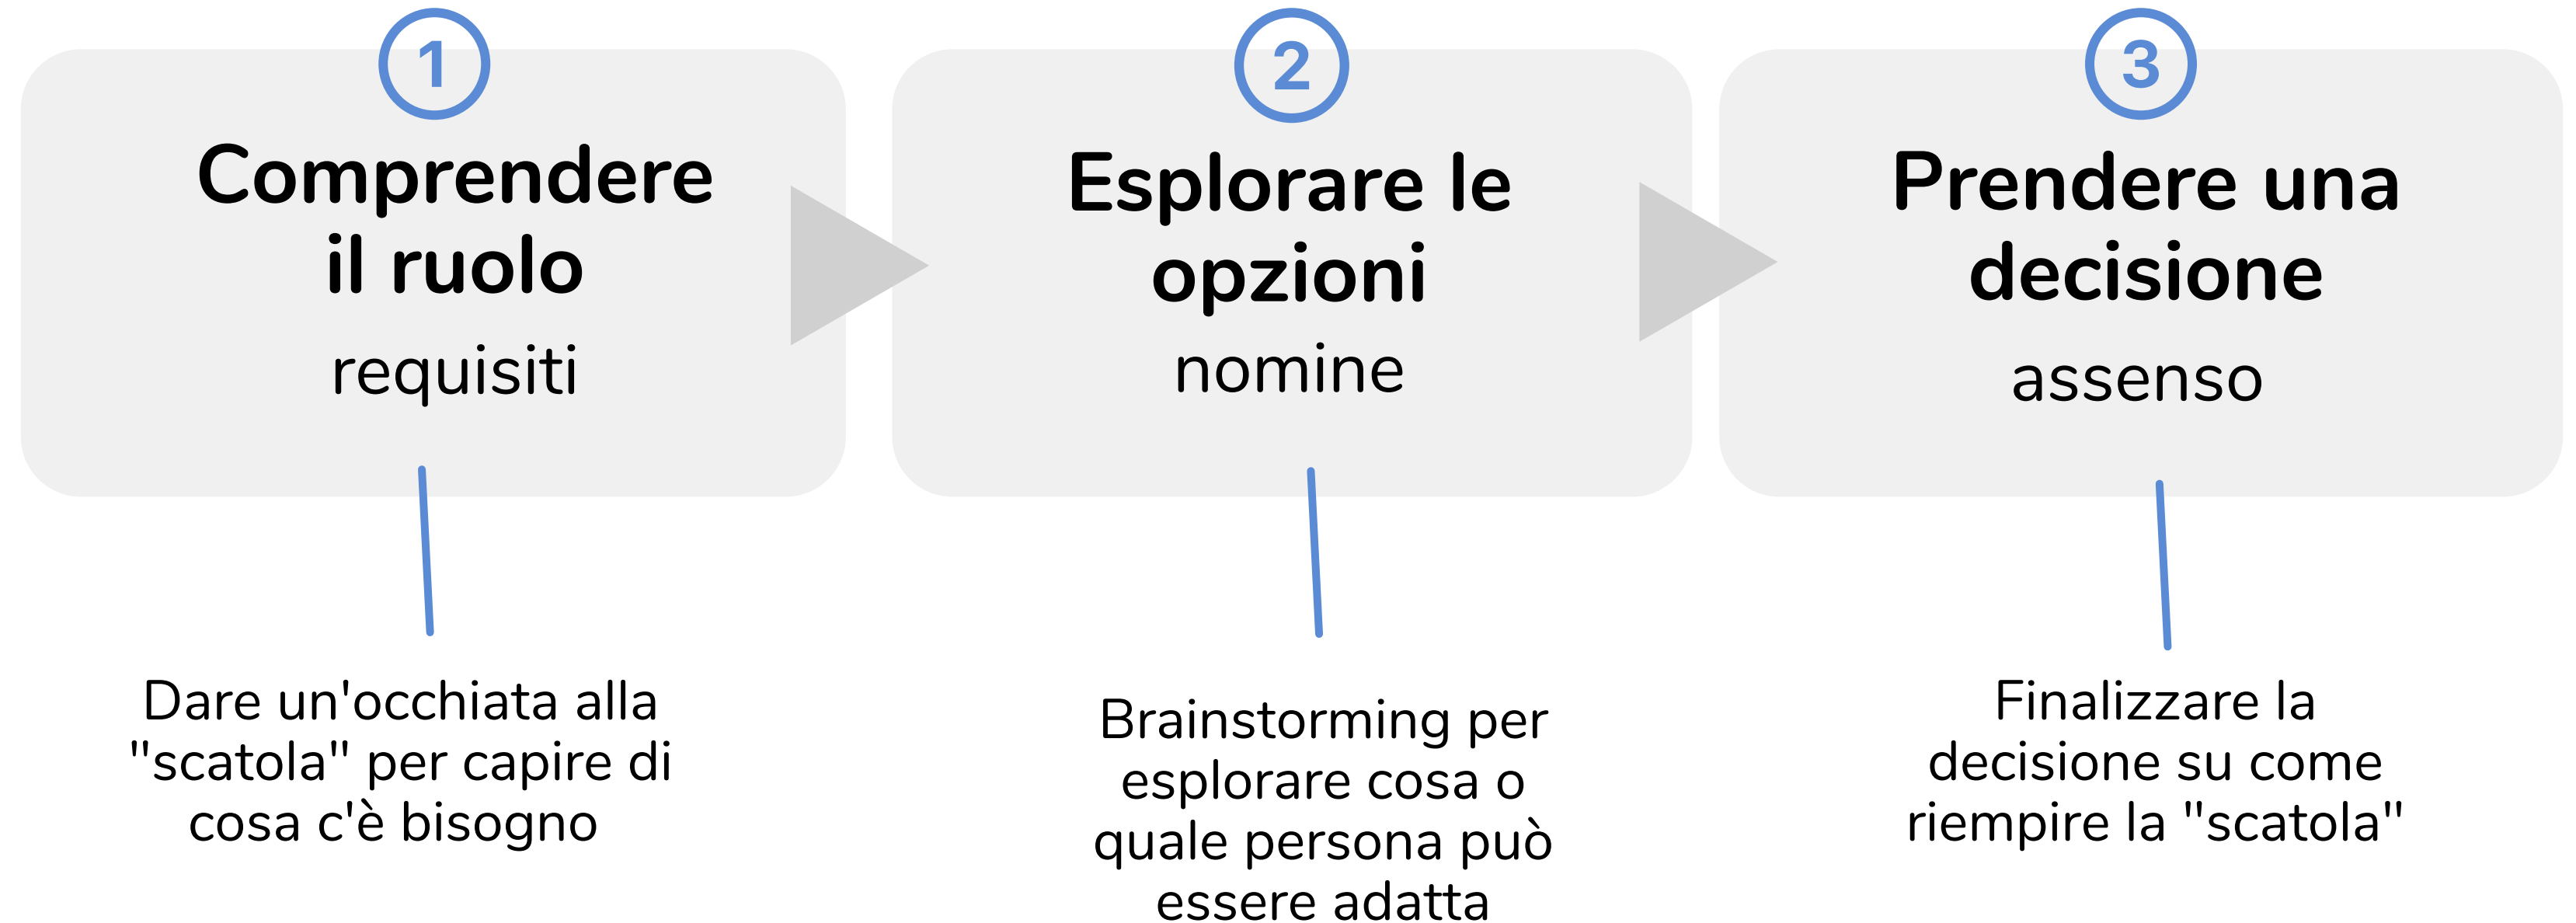 1
Comprendere
il ruolo
requisiti
Dare un'occhiata alla
"scatola" per capire di
cosa c'è bisogno
2
Esplorare le
opzioni
nomine
Brainstorming per
esplorare cosa o
quale persona può
essere adatta
3
Prendere una
decisione
assenso
Finalizzare la
decisione su come
riempire la "scatola"